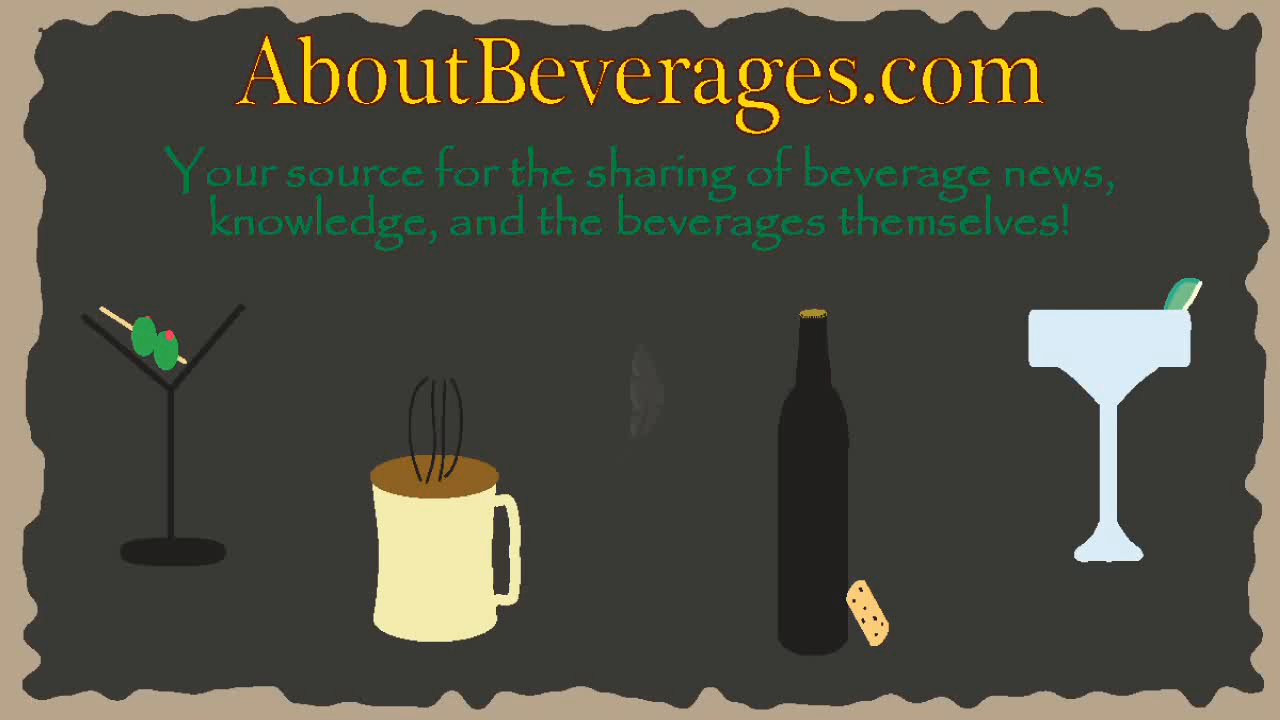 AboutBeverages.com
Your source for the sharing of beverage news,
knowledge, and the beverages themselves!